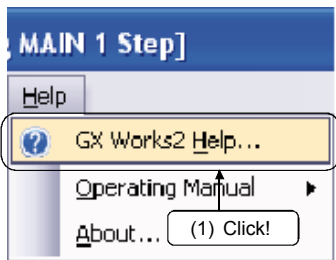 MAIN 1 Step]
Help
GX Works2 Help...
Operating Manual
About...
(1) Click!